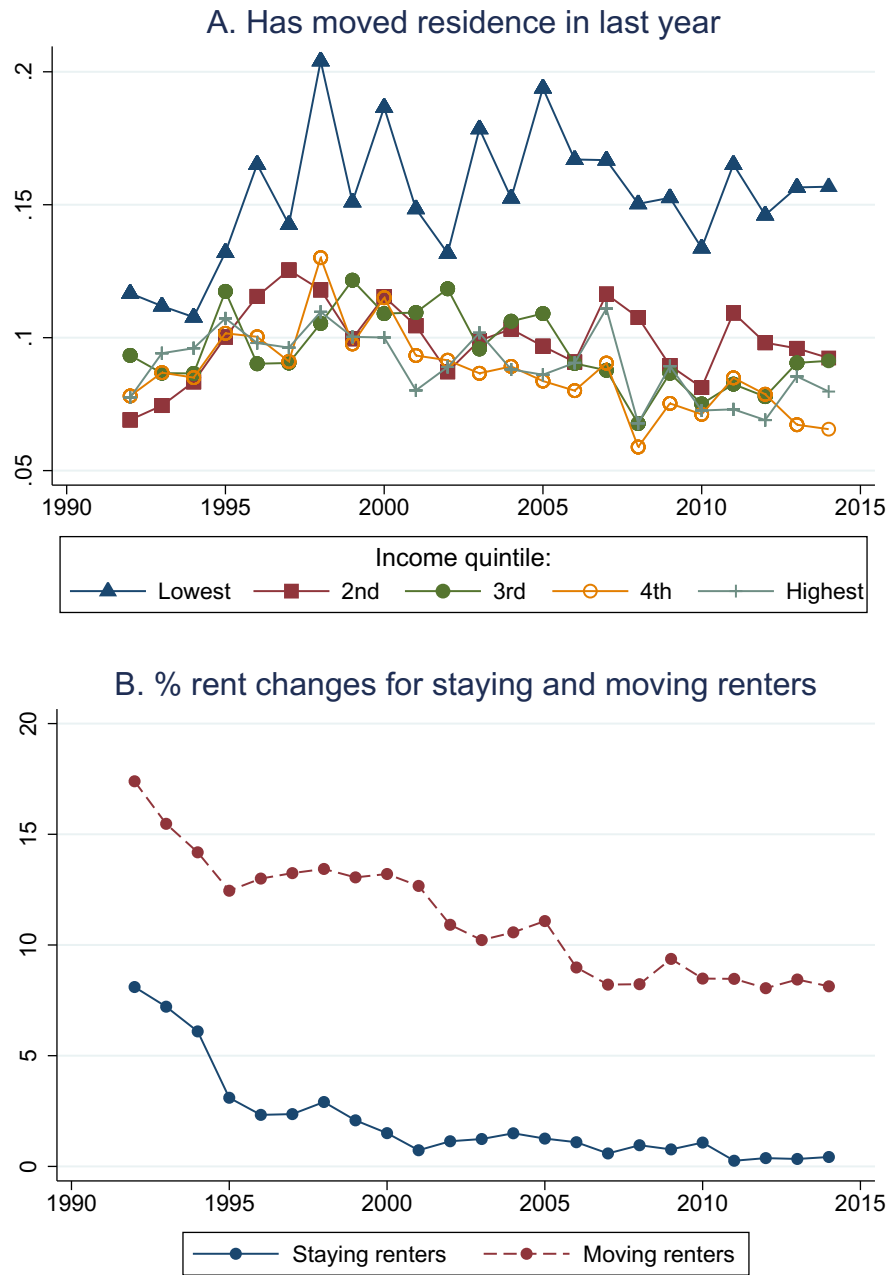 A. Has moved residence in last year
.2
.15
.1
.05
1990 1995 2000 2005 2010 2015
Income quintile:
Lowest 2nd 3rd 4th Highest
B. % rent changes for staying and moving renters
20
15
10
5
0
1990 1995 2000 2005 2010 2015
Staying renters Moving renters